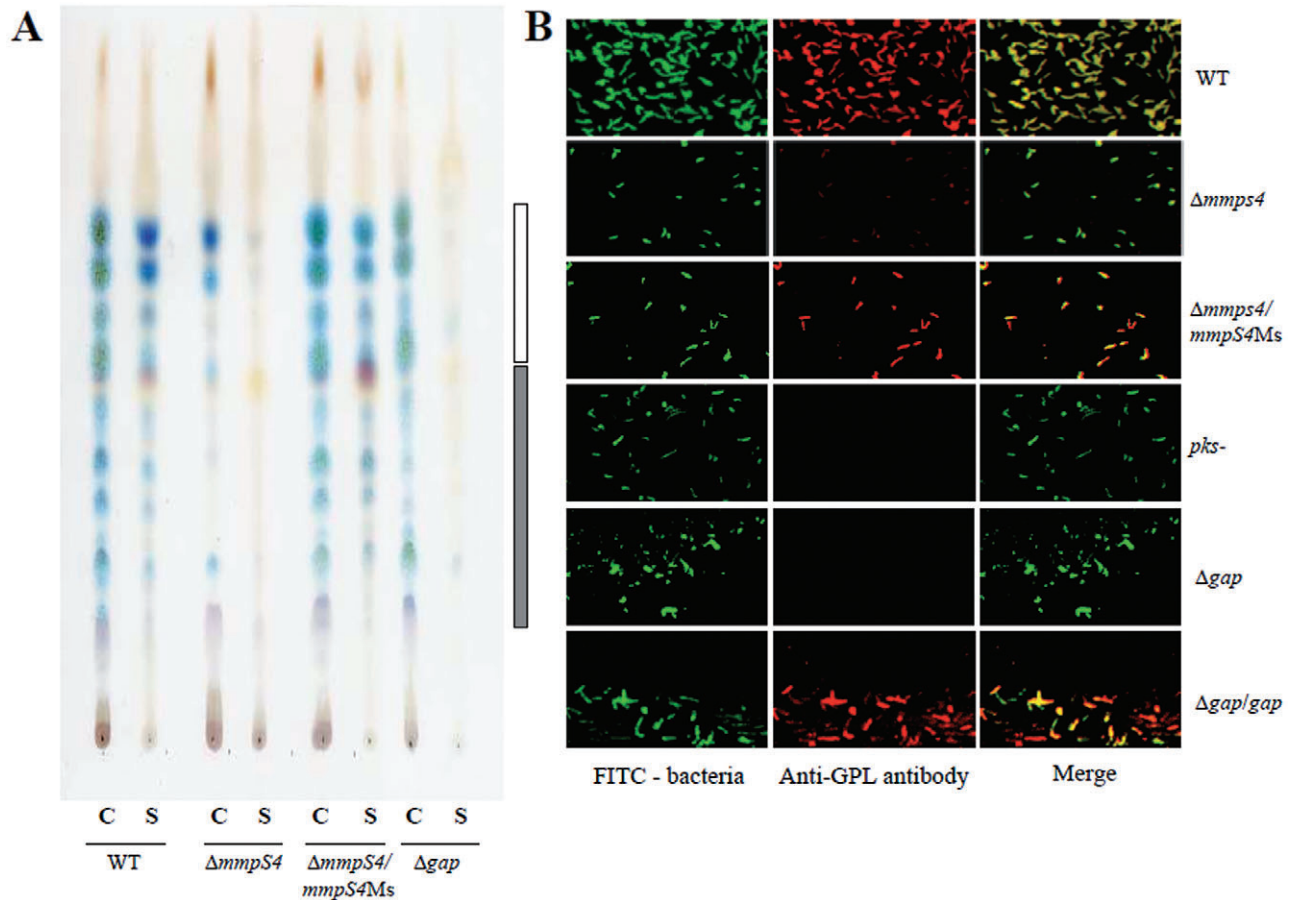 A
B
WT
Δmmps4
Δmmps4/
mmpS4Ms
pks-
Δgap
Δgap/gap
FITC - bacteria Anti-GPL antibody Merge
C S C S C S C S
WT ΔmmpS4 ΔmmpS4/ Δgap
mmpS4Ms